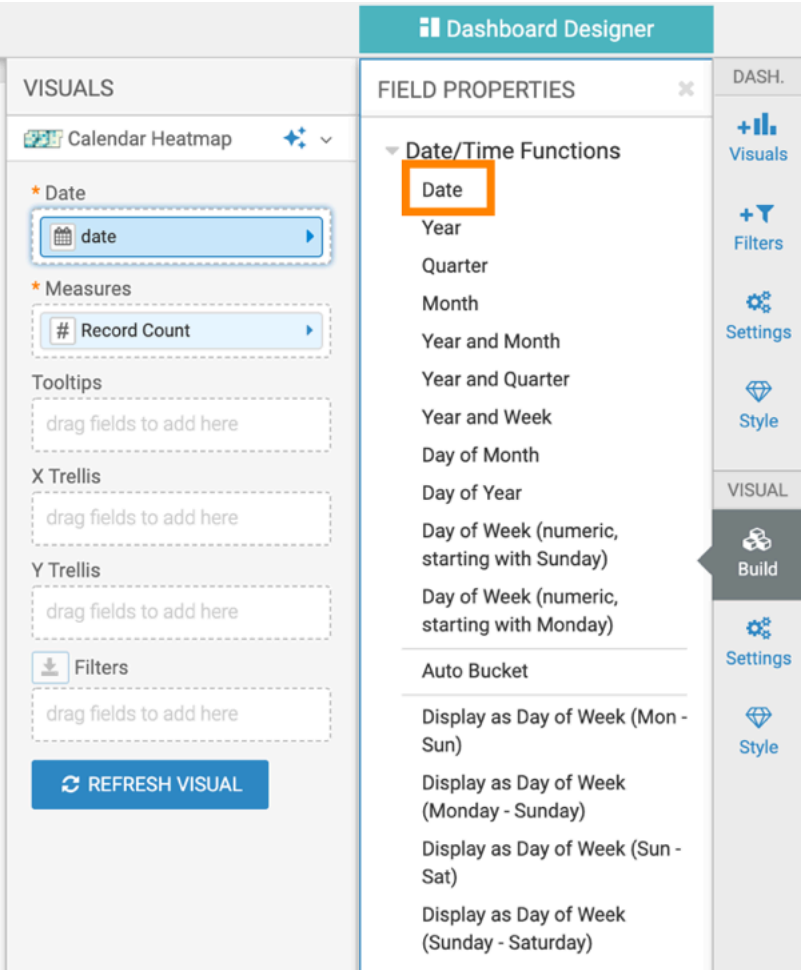 Dashboard Designer
VISUALS
Calendar Heatmap
* Date
date
* Measures
# Record Count
Tooltips
drag fields to add here
X Trellis
drag fields to add here
Y Trellis
drag fields to add here
Filters
drag fields to add here
REFRESH VISUAL
FIELD PROPERTIES
Date/Time Functions
Date
Year
Quarter
Month
Year and Month
Year and Quarter
Year and Week
Day of Month
Day of Year
Day of Week (numeric,
starting with Sunday)
Day of Week (numeric,
starting with Monday)
Auto Bucket
Display as Day of Week (Mon -
Sun)
Display as Day of Week
(Monday - Sunday)
Display as Day of Week (Sun -
Sat)
Display as Day of Week
(Sunday - Saturday)
DASH.
Visuals
Filters
Settings
Style
VISUAL
Build
Settings
Style